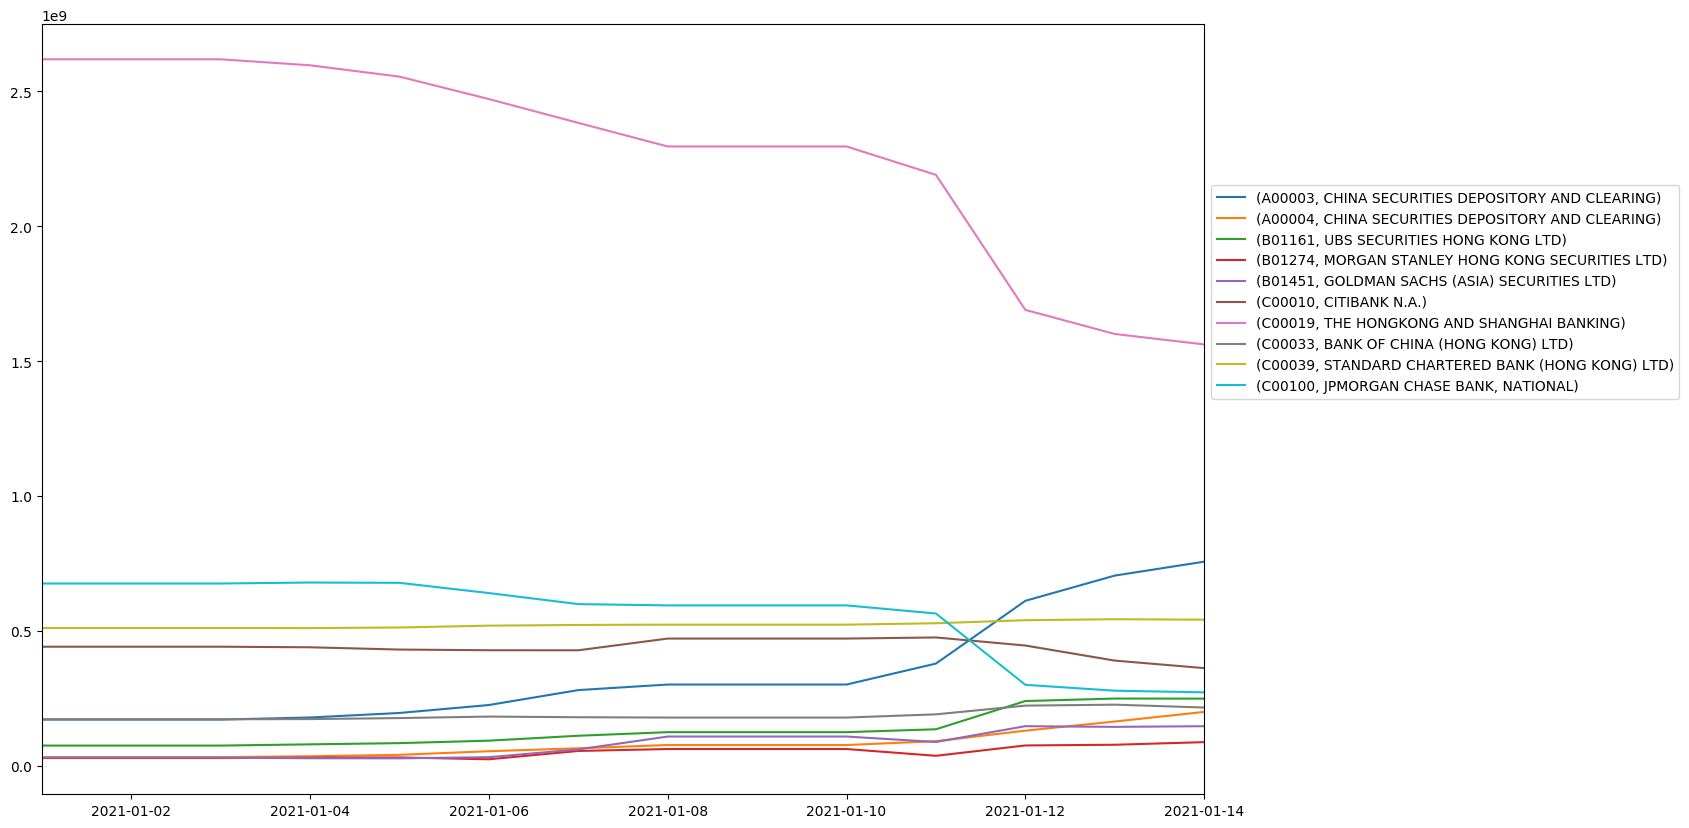 1e9
2.5
2.0
1.5
1.0
0.5
0.0
2021-01-02 2021-01-04 2021-01-06 2021-01-08 2021-01-10 2021-01-12 2021-01-14
(A00003, CHINA SECURITIES DEPOSITORY AND CLEARING)
(A00004, CHINA SECURITIES DEPOSITORY AND CLEARING)
(B01161, UBS SECURITIES HONG KONG LTD)
(B01274, MORGAN STANLEY HONG KONG SECURITIES LTD)
(B01451, GOLDMAN SACHS (ASIA) SECURITIES LTD)
(C00010, CITIBANK N.A.)
(C00019, THE HONGKONG AND SHANGHAI BANKING)
(C00033, BANK OF CHINA (HONG KONG) LTD)
(C00039, STANDARD CHARTERED BANK (HONG KONG) LTD)
(C00100, JPMORGAN CHASE BANK, NATIONAL)